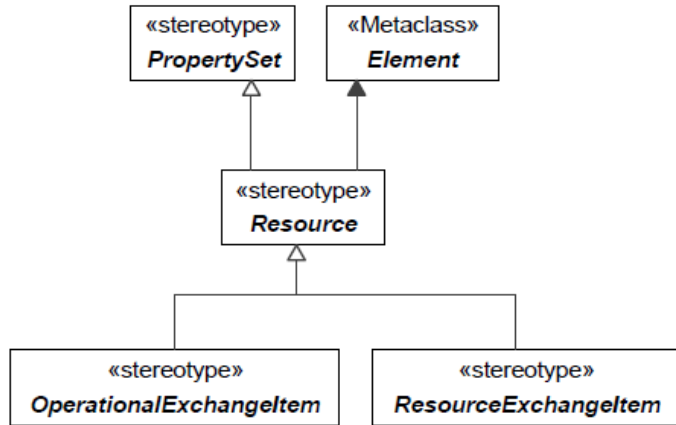 «stereotype»
PropertySet
«Metaclass»
Element
«stereotype»
Resource
«stereotype»
OperationalExchangeItem
«stereotype»
ResourceExchangeItem